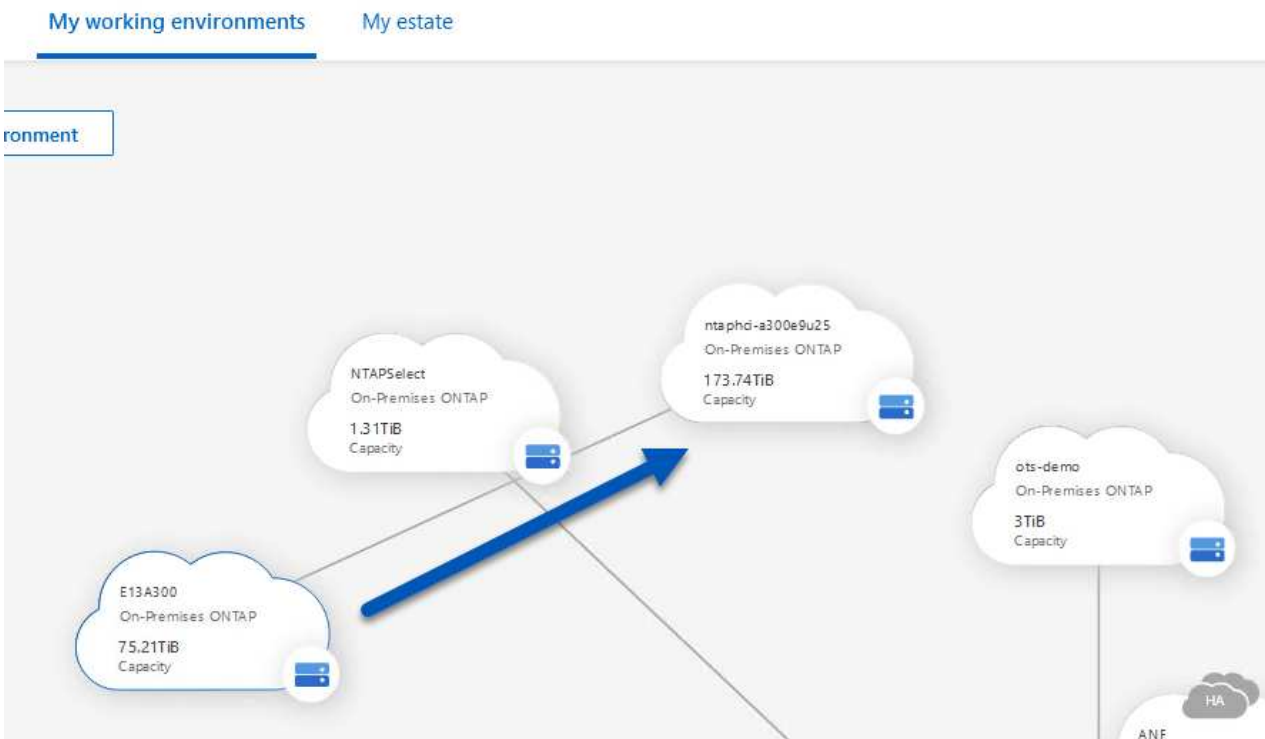 My working environments
My estate
ronment
ntaphci-a300e9u25
On-Premises ONTAP
173.74TiB
Capacity
NTAPSelect
On-Premises ONTAP
1.31TiB
Capacity
ots-demo
On-Premises ONTAP
3TiB
Capacity
E13A300
On-Premises ONTAP
75.21TiB
Capacity
HA
ANF